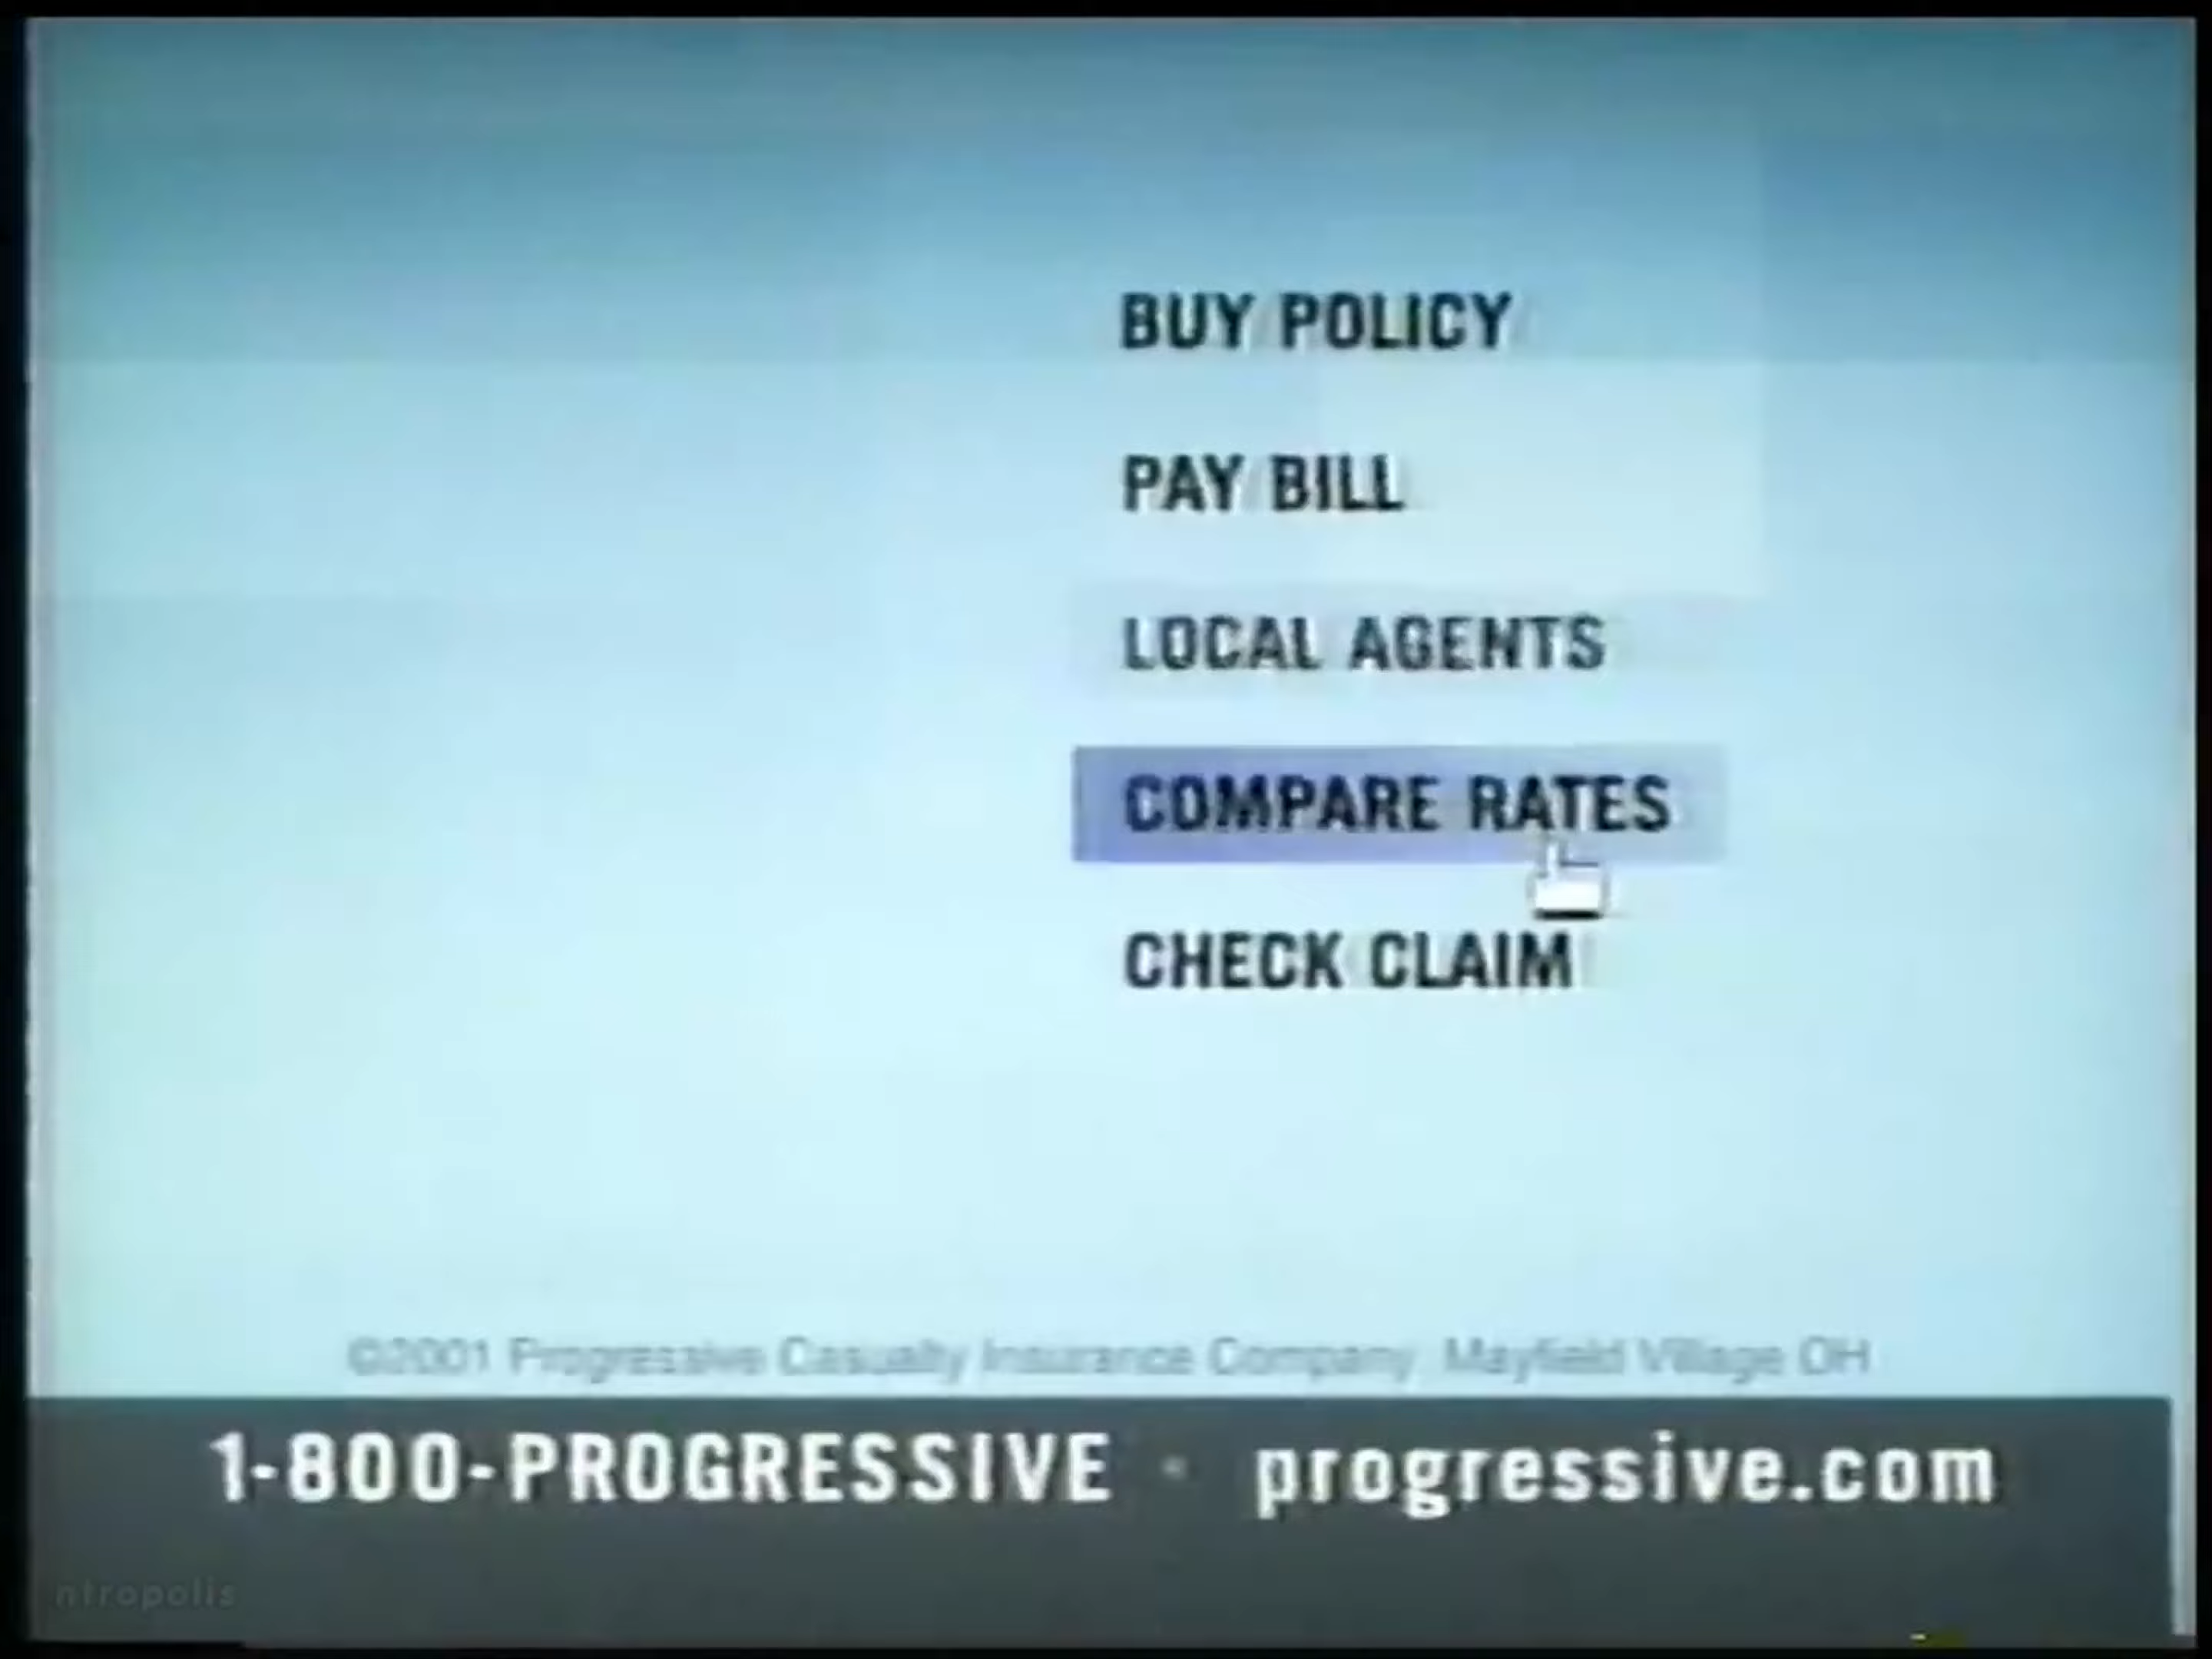 BUY POLICY
PAY BILL
LOCAL AGENTS
COMPARE RATES
CHECK CLAIM
©2001 Progressive Casualty Insurance Company Mayfield Village OH
1-800-PROGRESSIVE • progressive.com
ntropolis